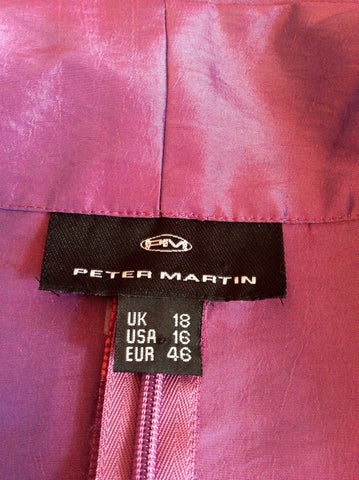 PM
PETER MARTIN
UK 18
USA 16
EUR 46